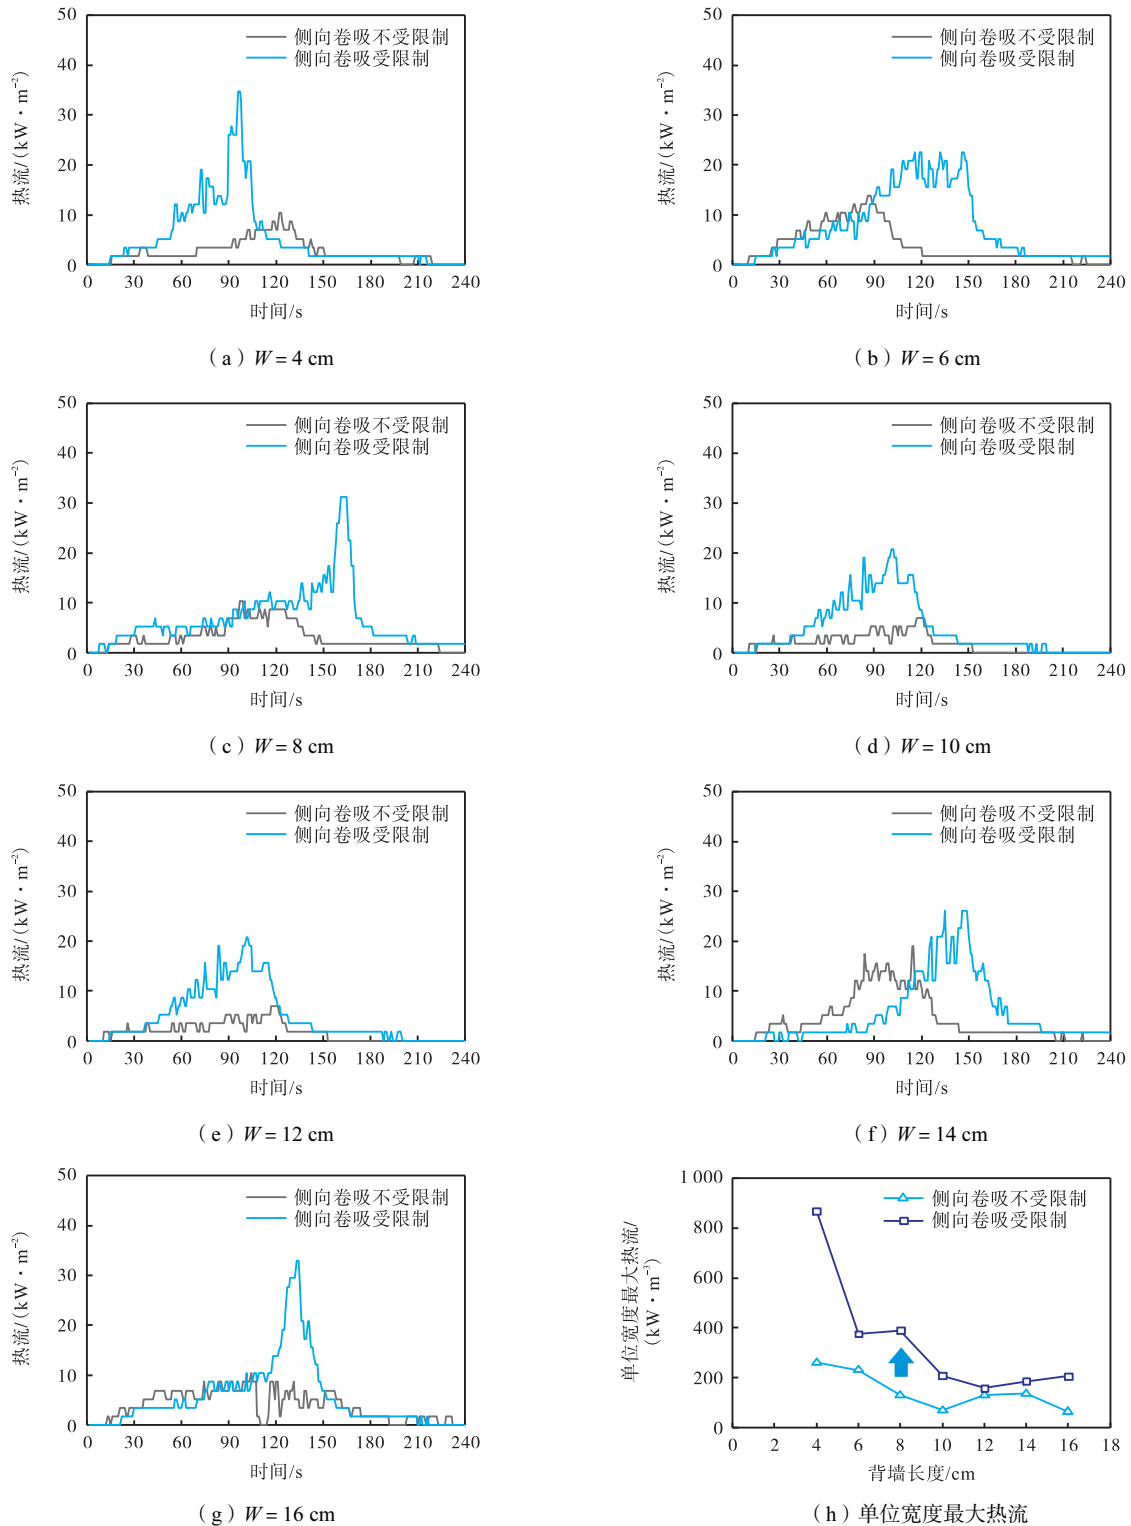 50
40
30
20
10
0
热流/(kW·m⁻²)
侧向卷吸不受限制
侧向卷吸受限制
0 30 60 90 120 150 180 210 240
时间/s
（a）W = 4 cm
50
40
30
20
10
0
热流/(kW·m⁻²)
侧向卷吸不受限制
侧向卷吸受限制
0 30 60 90 120 150 180 210 240
时间/s
（b）W = 6 cm
50
40
30
20
10
0
热流/(kW·m⁻²)
侧向卷吸不受限制
侧向卷吸受限制
0 30 60 90 120 150 180 210 240
时间/s
（c）W = 8 cm
50
40
30
20
10
0
热流/(kW·m⁻²)
侧向卷吸不受限制
侧向卷吸受限制
0 30 60 90 120 150 180 210 240
时间/s
（d）W = 10 cm
50
40
30
20
10
0
热流/(kW·m⁻²)
侧向卷吸不受限制
侧向卷吸受限制
0 30 60 90 120 150 180 210 240
时间/s
（e）W = 12 cm
50
40
30
20
10
0
热流/(kW·m⁻²)
侧向卷吸不受限制
侧向卷吸受限制
0 30 60 90 120 150 180 210 240
时间/s
（f）W = 14 cm
50
40
30
20
10
0
热流/(kW·m⁻²)
侧向卷吸不受限制
侧向卷吸受限制
0 30 60 90 120 150 180 210 240
时间/s
（g）W = 16 cm
1 000
800
600
400
200
0
单位宽度最大热流/
(kW·m⁻³)
侧向卷吸不受限制
侧向卷吸受限制
0 2 4 6 8 10 12 14 16 18
背墙长度/cm
（h）单位宽度最大热流